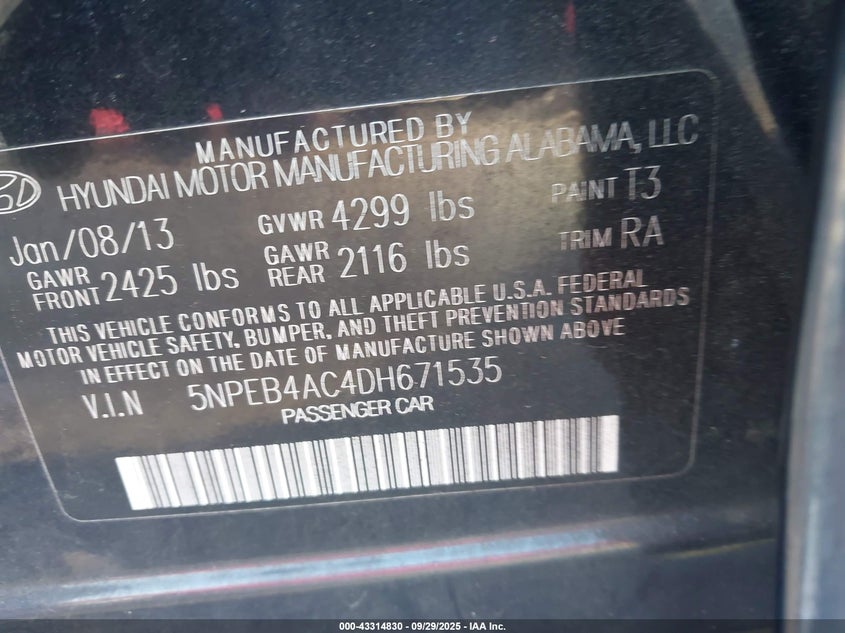 MANUFACTURED BY
HYUNDAI MOTOR MANUFACTURING ALABAMA, LLC
Jan/08/13 GVWR 4299 lbs PAINT T3
GAWR FRONT 2425 lbs GAWR REAR 2116 lbs TRIM RA
THIS VEHICLE CONFORMS TO ALL APPLICABLE U.S.A. FEDERAL
MOTOR VEHICLE SAFETY, BUMPER, AND THEFT PREVENTION STANDARDS
IN EFFECT ON THE DATE OF MANUFACTURE SHOWN ABOVE
V.I.N 5NPEB4AC4DH671535
PASSENGER CAR
000-43314830 - 09/29/2025 - IAA Inc.